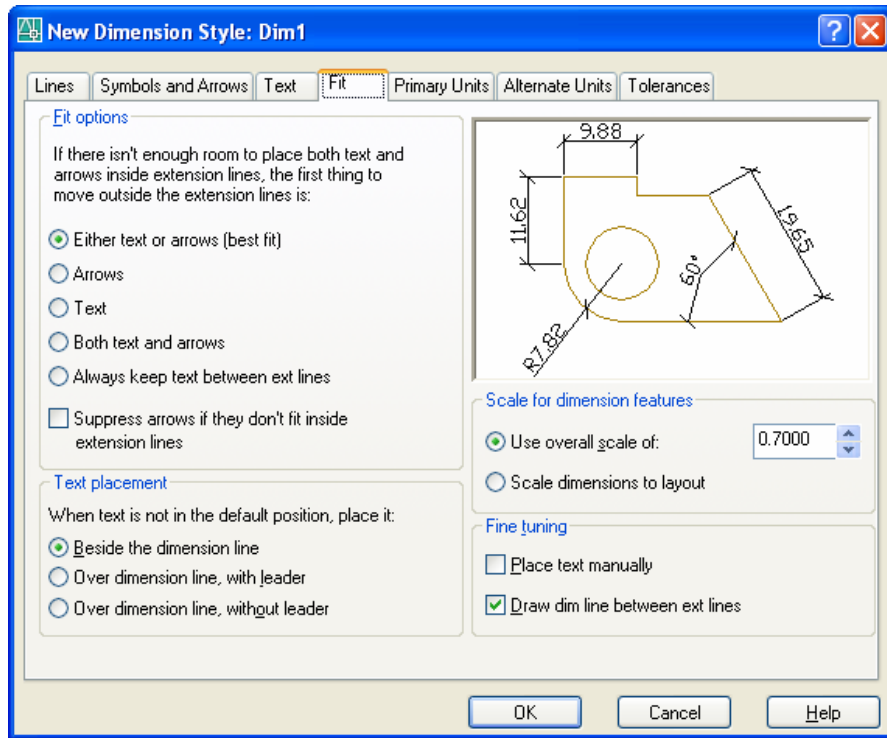 New Dimension Style: Dim1
Lines Symbols and Arrows Text Fit Primary Units Alternate Units Tolerances
Fit options
If there isn't enough room to place both text and
arrows inside extension lines, the first thing to
move outside the extension lines is:
Either text or arrows (best fit)
Arrows
Text
Both text and arrows
Always keep text between ext lines
Suppress arrows if they don't fit inside
extension lines
Text placement
When text is not in the default position, place it:
Beside the dimension line
Over dimension line, with leader
Over dimension line, without leader
9.88
11.62
19.65
60°
R7.82
Scale for dimension features
Use overall scale of: 0.7000
Scale dimensions to layout
Fine tuning
Place text manually
Draw dim line between ext lines
OK Cancel Help